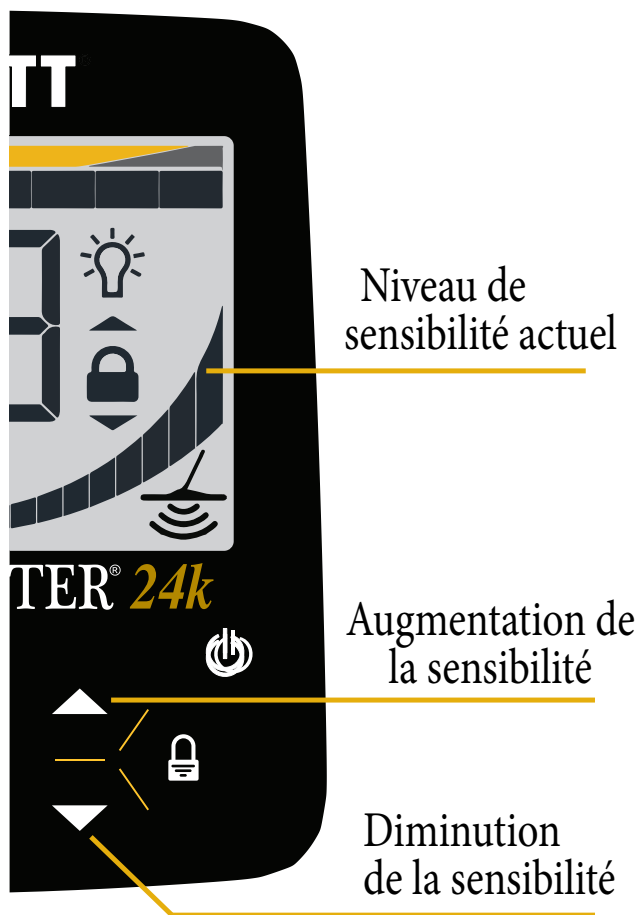 TT
Niveau de
sensibilité actuel
TER® 24k
Augmentation de
la sensibilité
Diminution
de la sensibilité